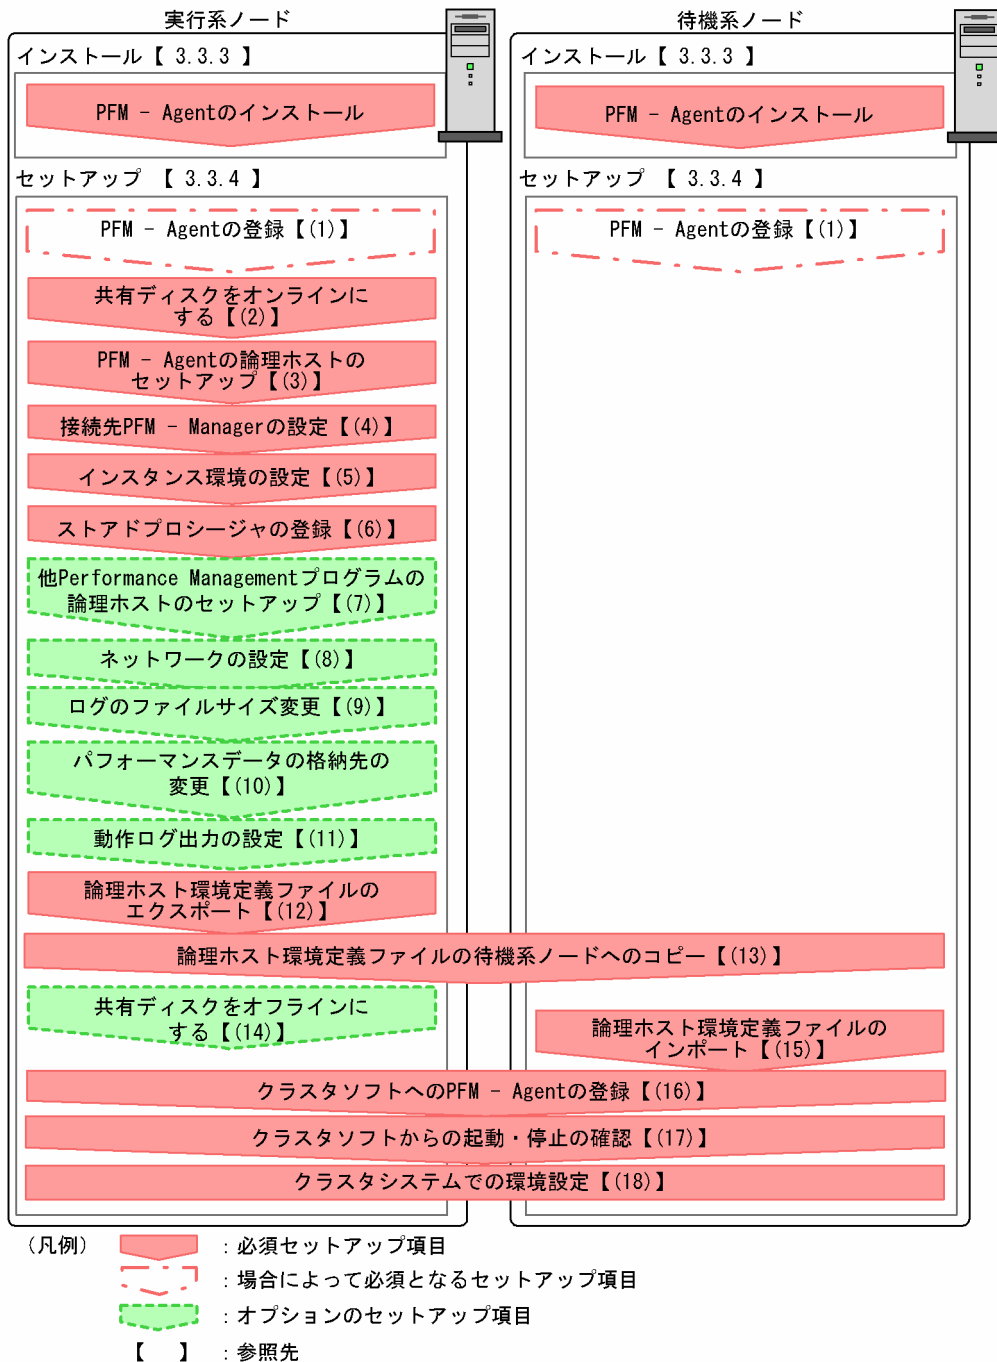 実行系ノード
待機系ノード
インストール【 3.3.3 】
インストール【 3.3.3 】
PFM － Agentのインストール
PFM － Agentのインストール
セットアップ 【 3.3.4 】
セットアップ 【 3.3.4 】
PFM － Agentの登録【(1)】
PFM － Agentの登録【(1)】
共有ディスクをオンラインに
する【(2)】
PFM － Agentの論理ホストの
セットアップ【(3)】
接続先PFM － Managerの設定【(4)】
インスタンス環境の設定【(5)】
ストアドプロシージャの登録【(6)】
他Performance Managementプログラムの
論理ホストのセットアップ【(7)】
ネットワークの設定【(8)】
ログのファイルサイズ変更【(9)】
パフォーマンスデータの格納先の
変更【(10)】
動作ログ出力の設定【(11)】
論理ホスト環境定義ファイルの
エクスポート【(12)】
論理ホスト環境定義ファイルの待機系ノードへのコピー【(13)】
共有ディスクをオフラインに
する【(14)】
論理ホスト環境定義ファイルの
インポート【(15)】
クラスタソフトへのPFM － Agentの登録【(16)】
クラスタソフトからの起動・停止の確認【(17)】
クラスタシステムでの環境設定【(18)】
（凡例）
：必須セットアップ項目
：場合によって必須となるセットアップ項目
：オプションのセットアップ項目
【 】 ：参照先